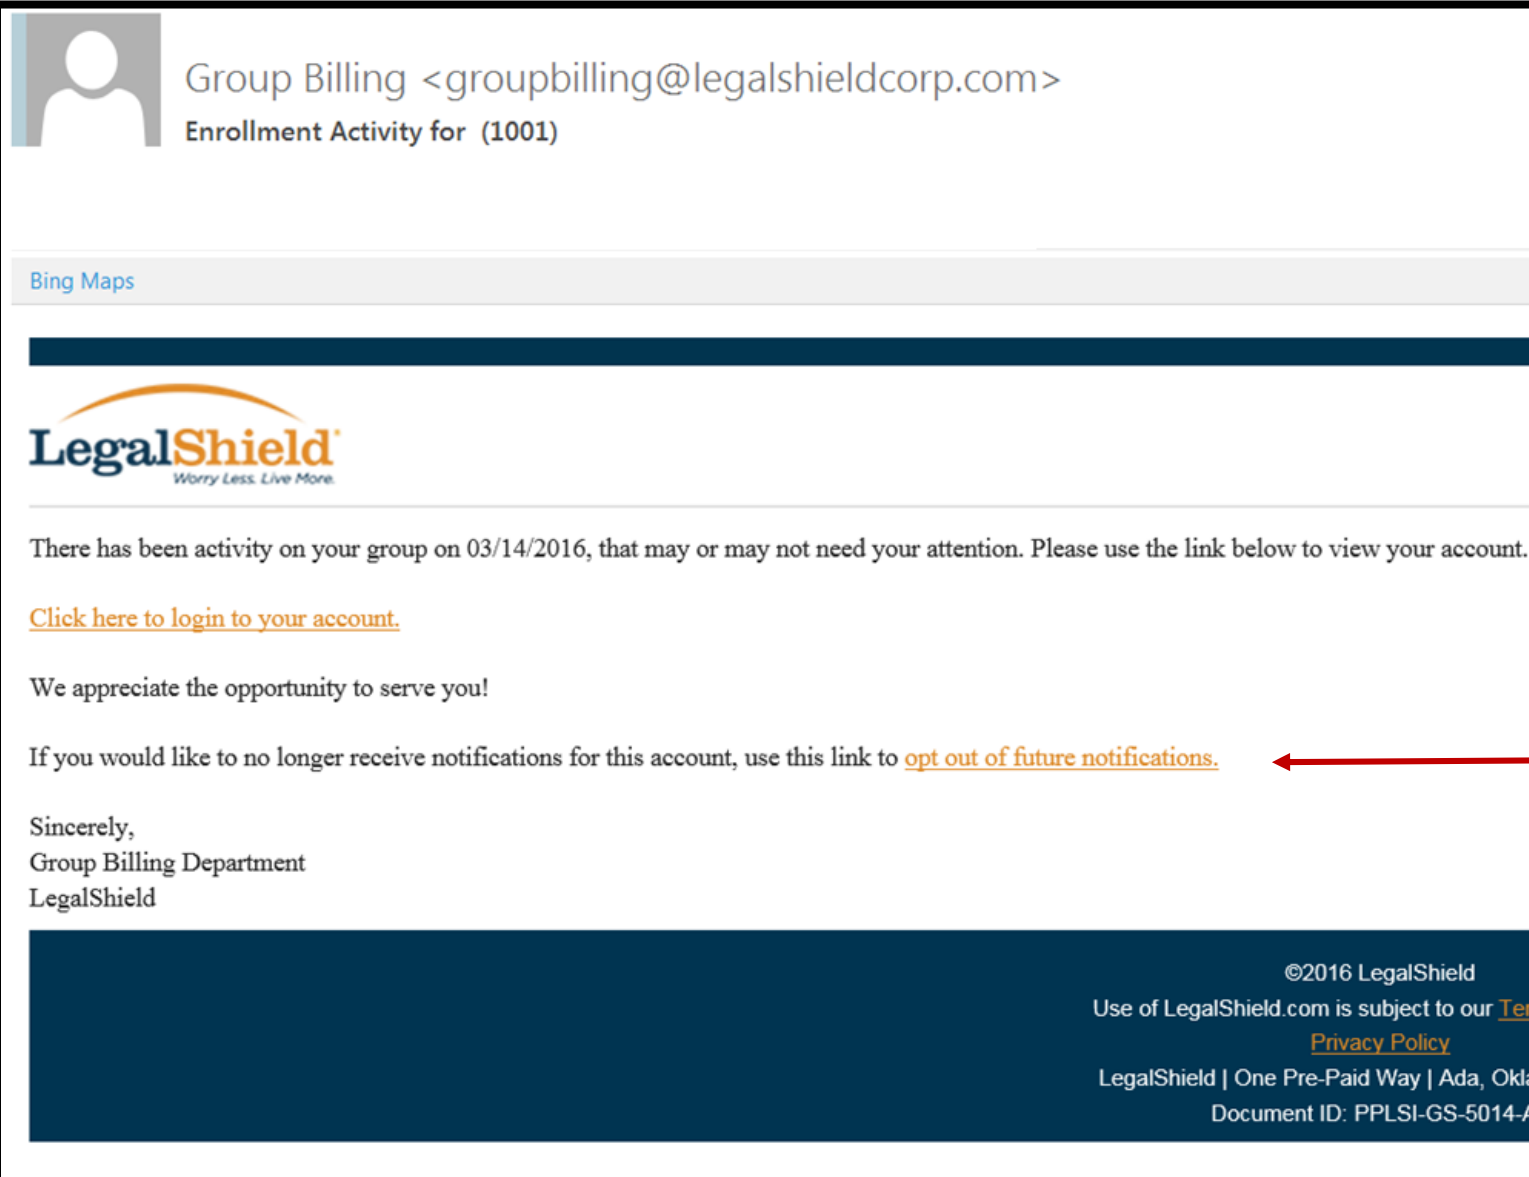 Group Billing <groupbilling@legalshieldcorp.com>
Enrollment Activity for (1001)
Bing Maps
LegalShield
Worry Less. Live More.
There has been activity on your group on 03/14/2016, that may or may not need your attention. Please use the link below to view your account.
Click here to login to your account.
We appreciate the opportunity to serve you!
If you would like to no longer receive notifications for this account, use this link to opt out of future notifications.
Sincerely,
Group Billing Department
LegalShield
©2016 LegalShield
Use of LegalShield.com is subject to our
Privacy Policy
LegalShield | One Pre-Paid Way | Ada,
Document ID: PPLSI-GS-5014-